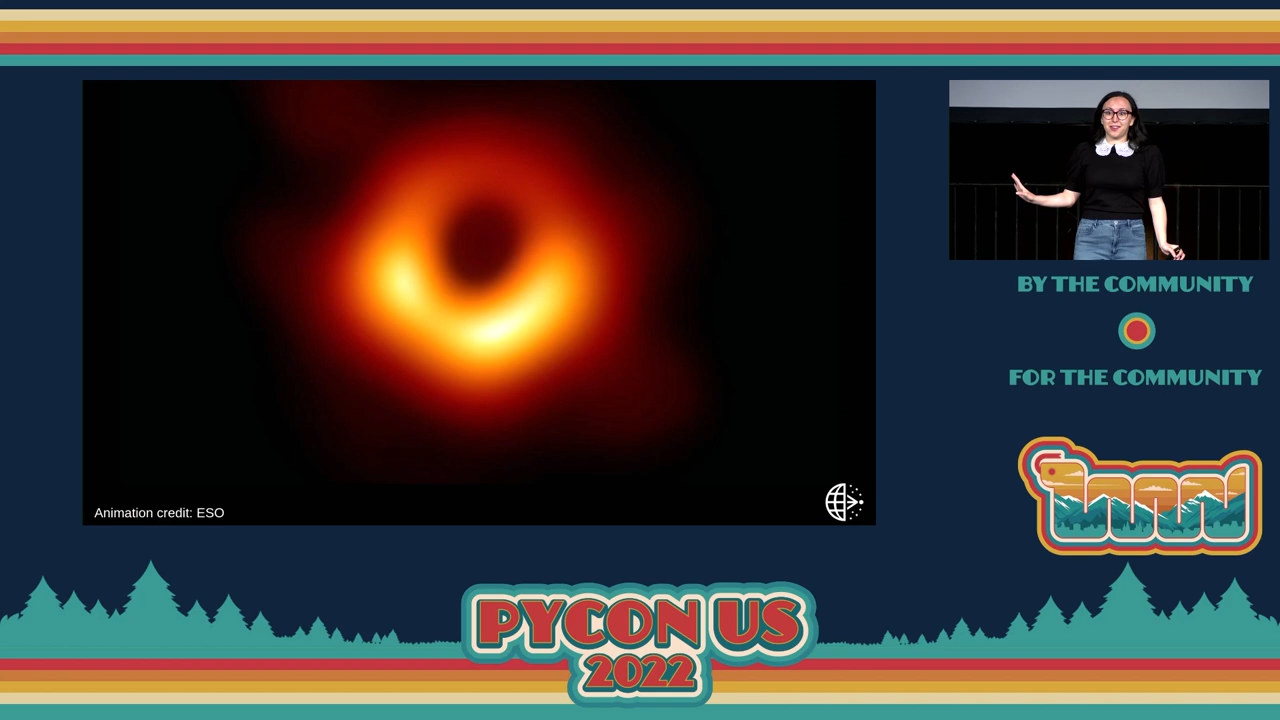 Animation credit: ESO
BY THE COMMUNITY
FOR THE COMMUNITY
PYCON US
2022